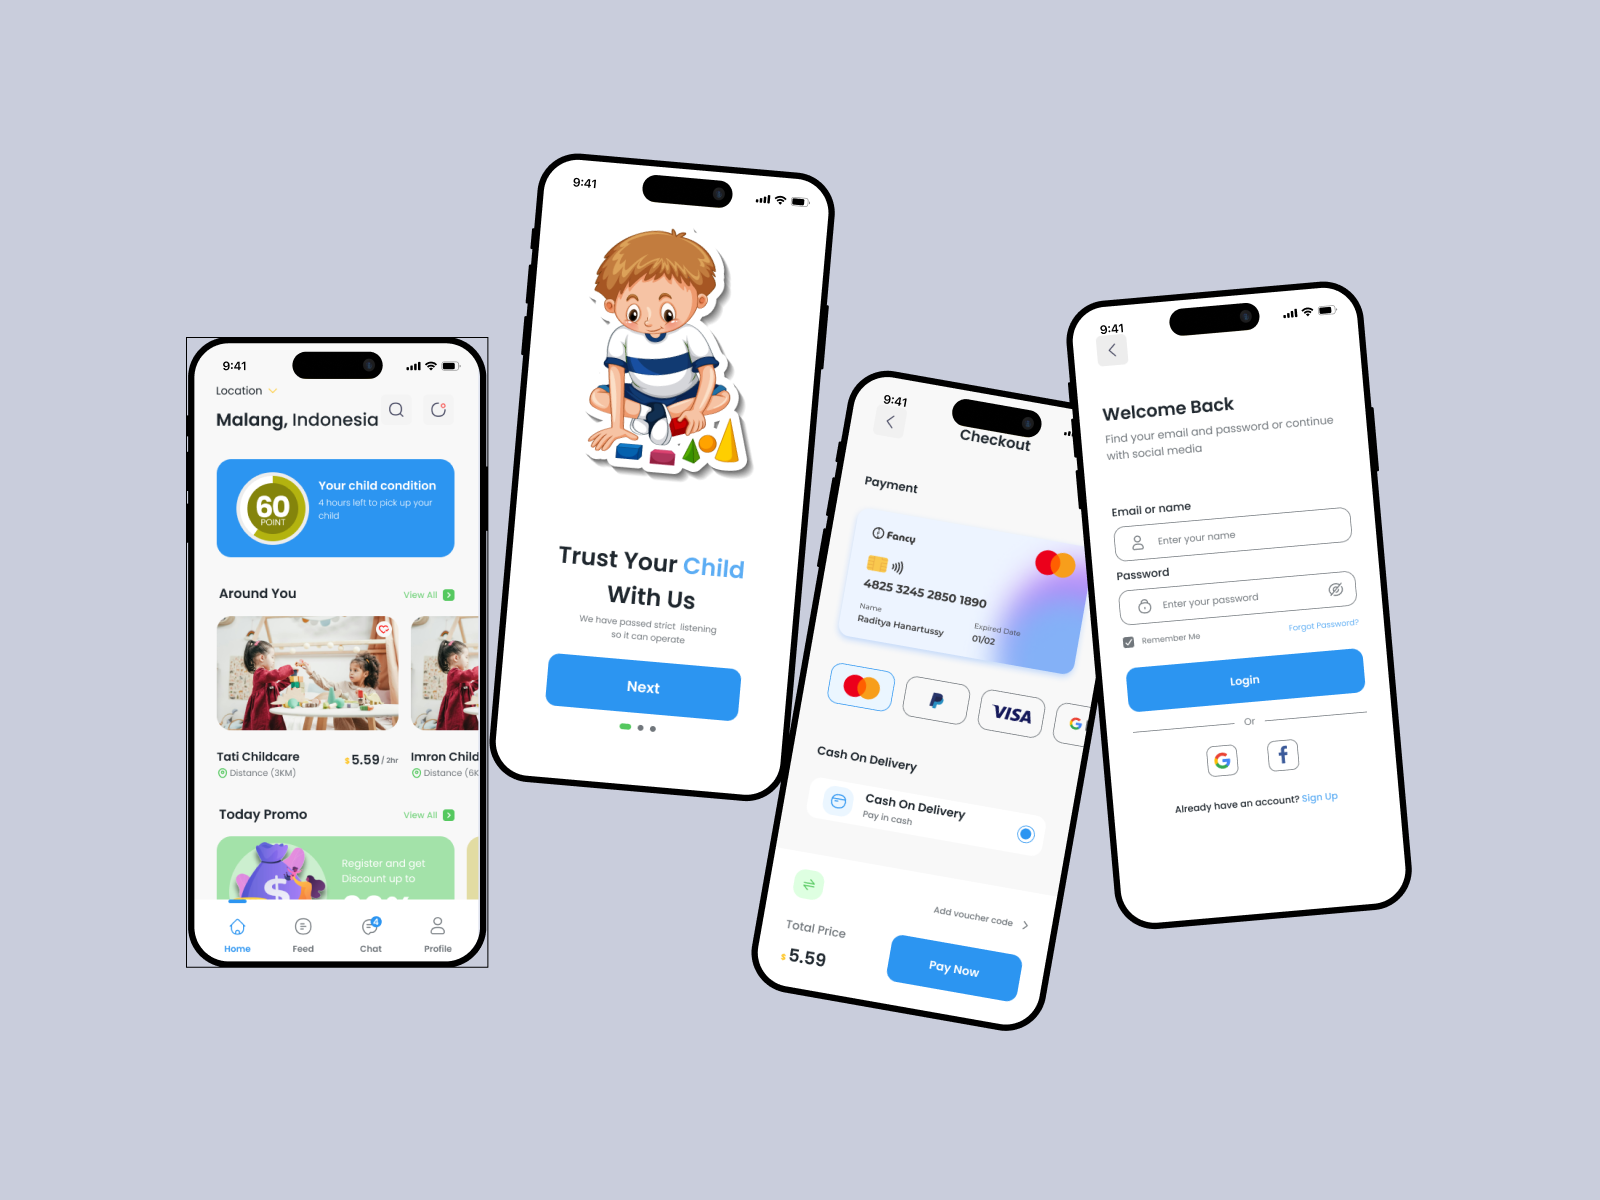 9:41
Location
Malang, Indonesia
60
POINT
Your child condition
4 hours left to pick up your
child
Around You
View All
Tati Childcare
$ 5.59 / 2hr
Distance (3KM)
Imron Child
Distance (6K
Today Promo
View All
Register and get
Discount up to
$
Home
Feed
4
Chat
Profile
9:41
Trust Your Child
With Us
We have passed strict listening
so it can operate
Next
9:41
Checkout
Payment
Fancy
4825 3245 2850 1890
Name
Raditya Hanartussy
Expired Date
01/02
VISA
G
Cash On Delivery
Cash On Delivery
Pay in cash
Add voucher code
Total Price
$ 5.59
Pay Now
9:41
Welcome Back
Find your email and password or continue
with social media
Email or name
Enter your name
Password
Enter your password
Remember Me
Forgot Password?
Login
Or
G
f
Already have an account? Sign Up